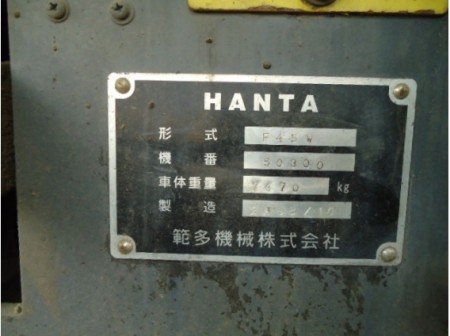 HANTA
形式
機番
車体重量 7670 kg
製造
範多機械株式会社